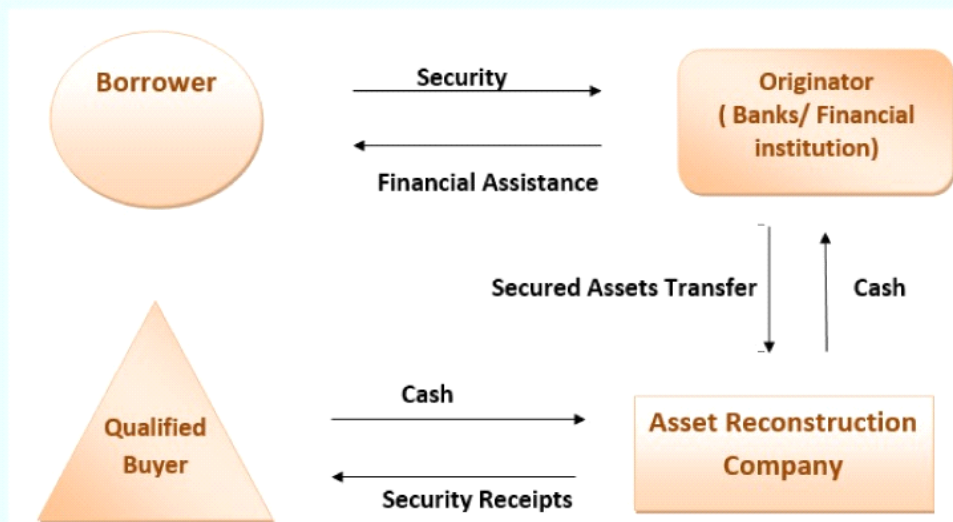 Borrower
Security
Originator
( Banks/ Financial
institution)
Financial Assistance
Secured Assets Transfer
Cash
Cash
Qualified
Buyer
Asset Reconstruction
Company
Security Receipts